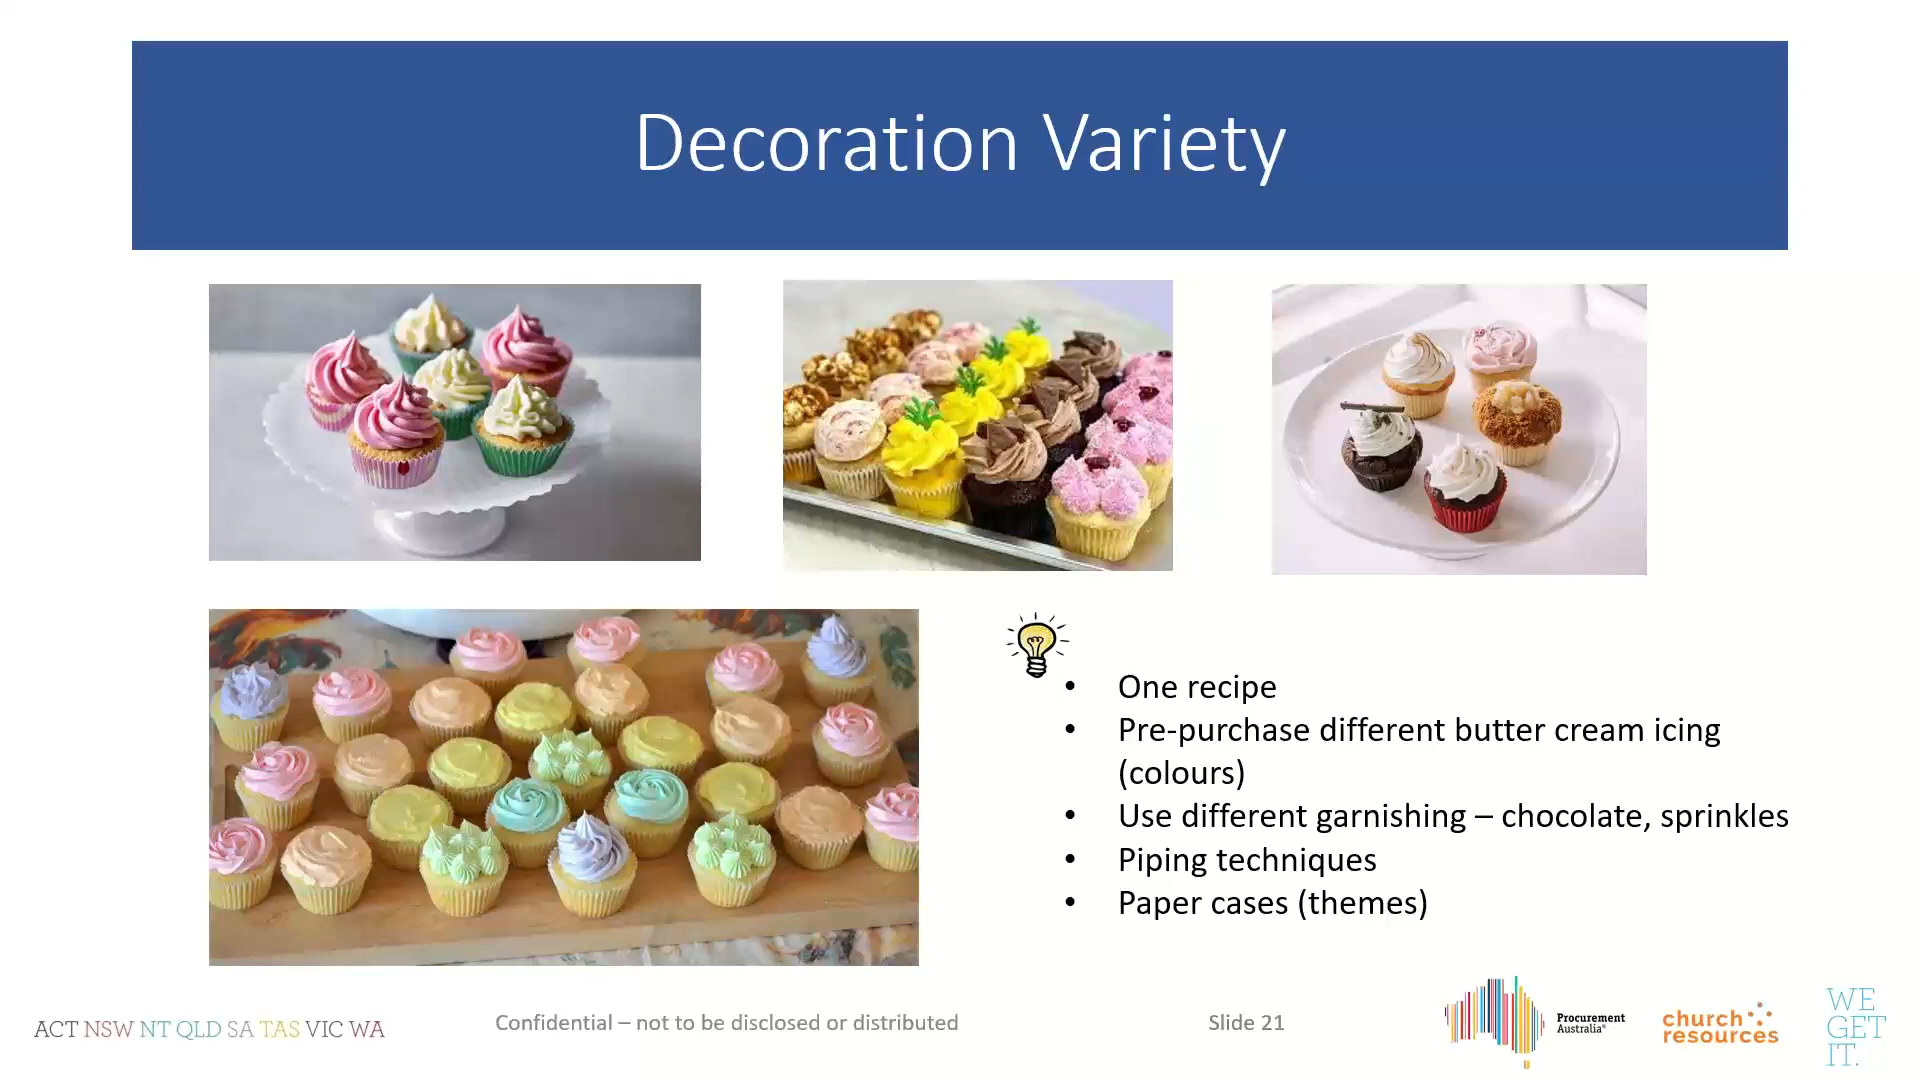 Decoration Variety
• One recipe
• Pre-purchase different butter cream icing
(colours)
• Use different garnishing – chocolate, sprinkles
• Piping techniques
• Paper cases (themes)
ACT NSW NT QLD SA TAS VIC WA
Confidential – not to be disclosed or distributed
Slide 21
Procurement
Australia®
church
resources
WE
GET
IT.